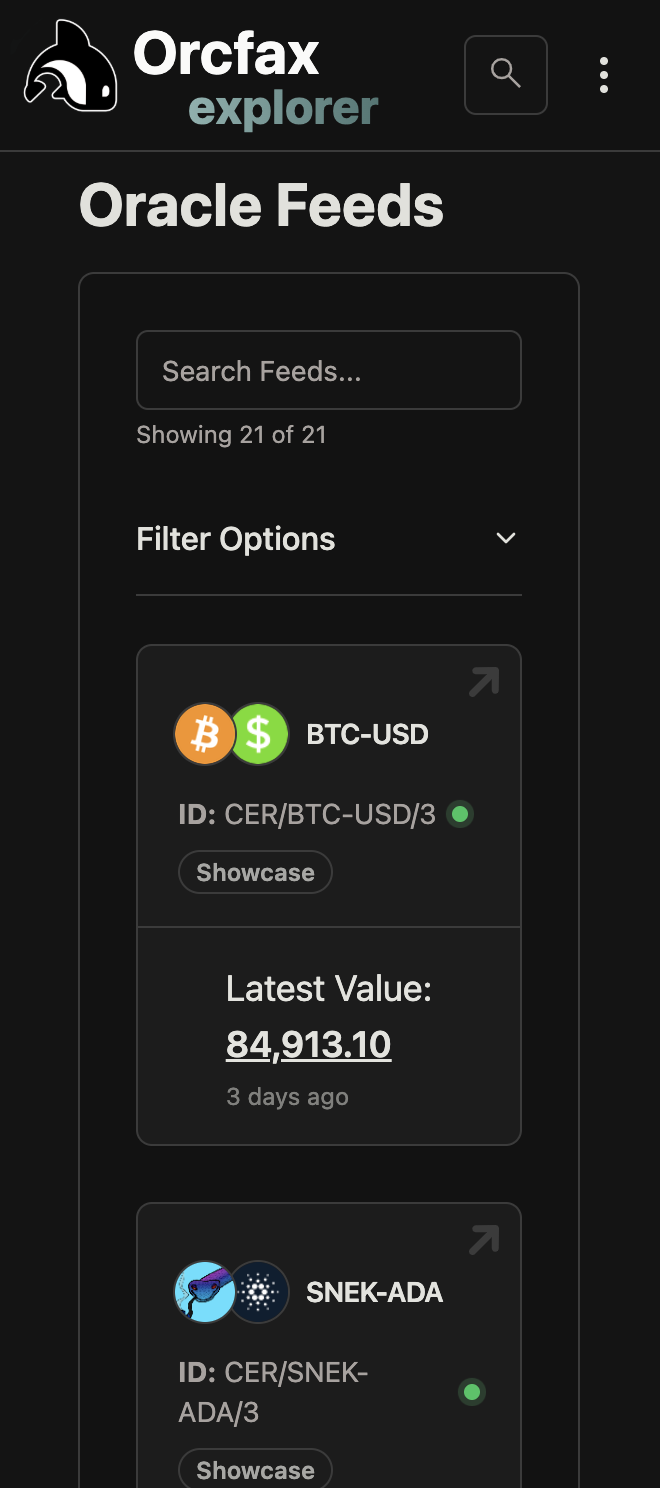 Orcfax
explorer
Oracle Feeds
Search Feeds...
Showing 21 of 21
Filter Options
BTC-USD
ID: CER/BTC-USD/3
Showcase
Latest Value:
84,913.10
3 days ago
SNEK-ADA
ID: CER/SNEK-
ADA/3
Showcase